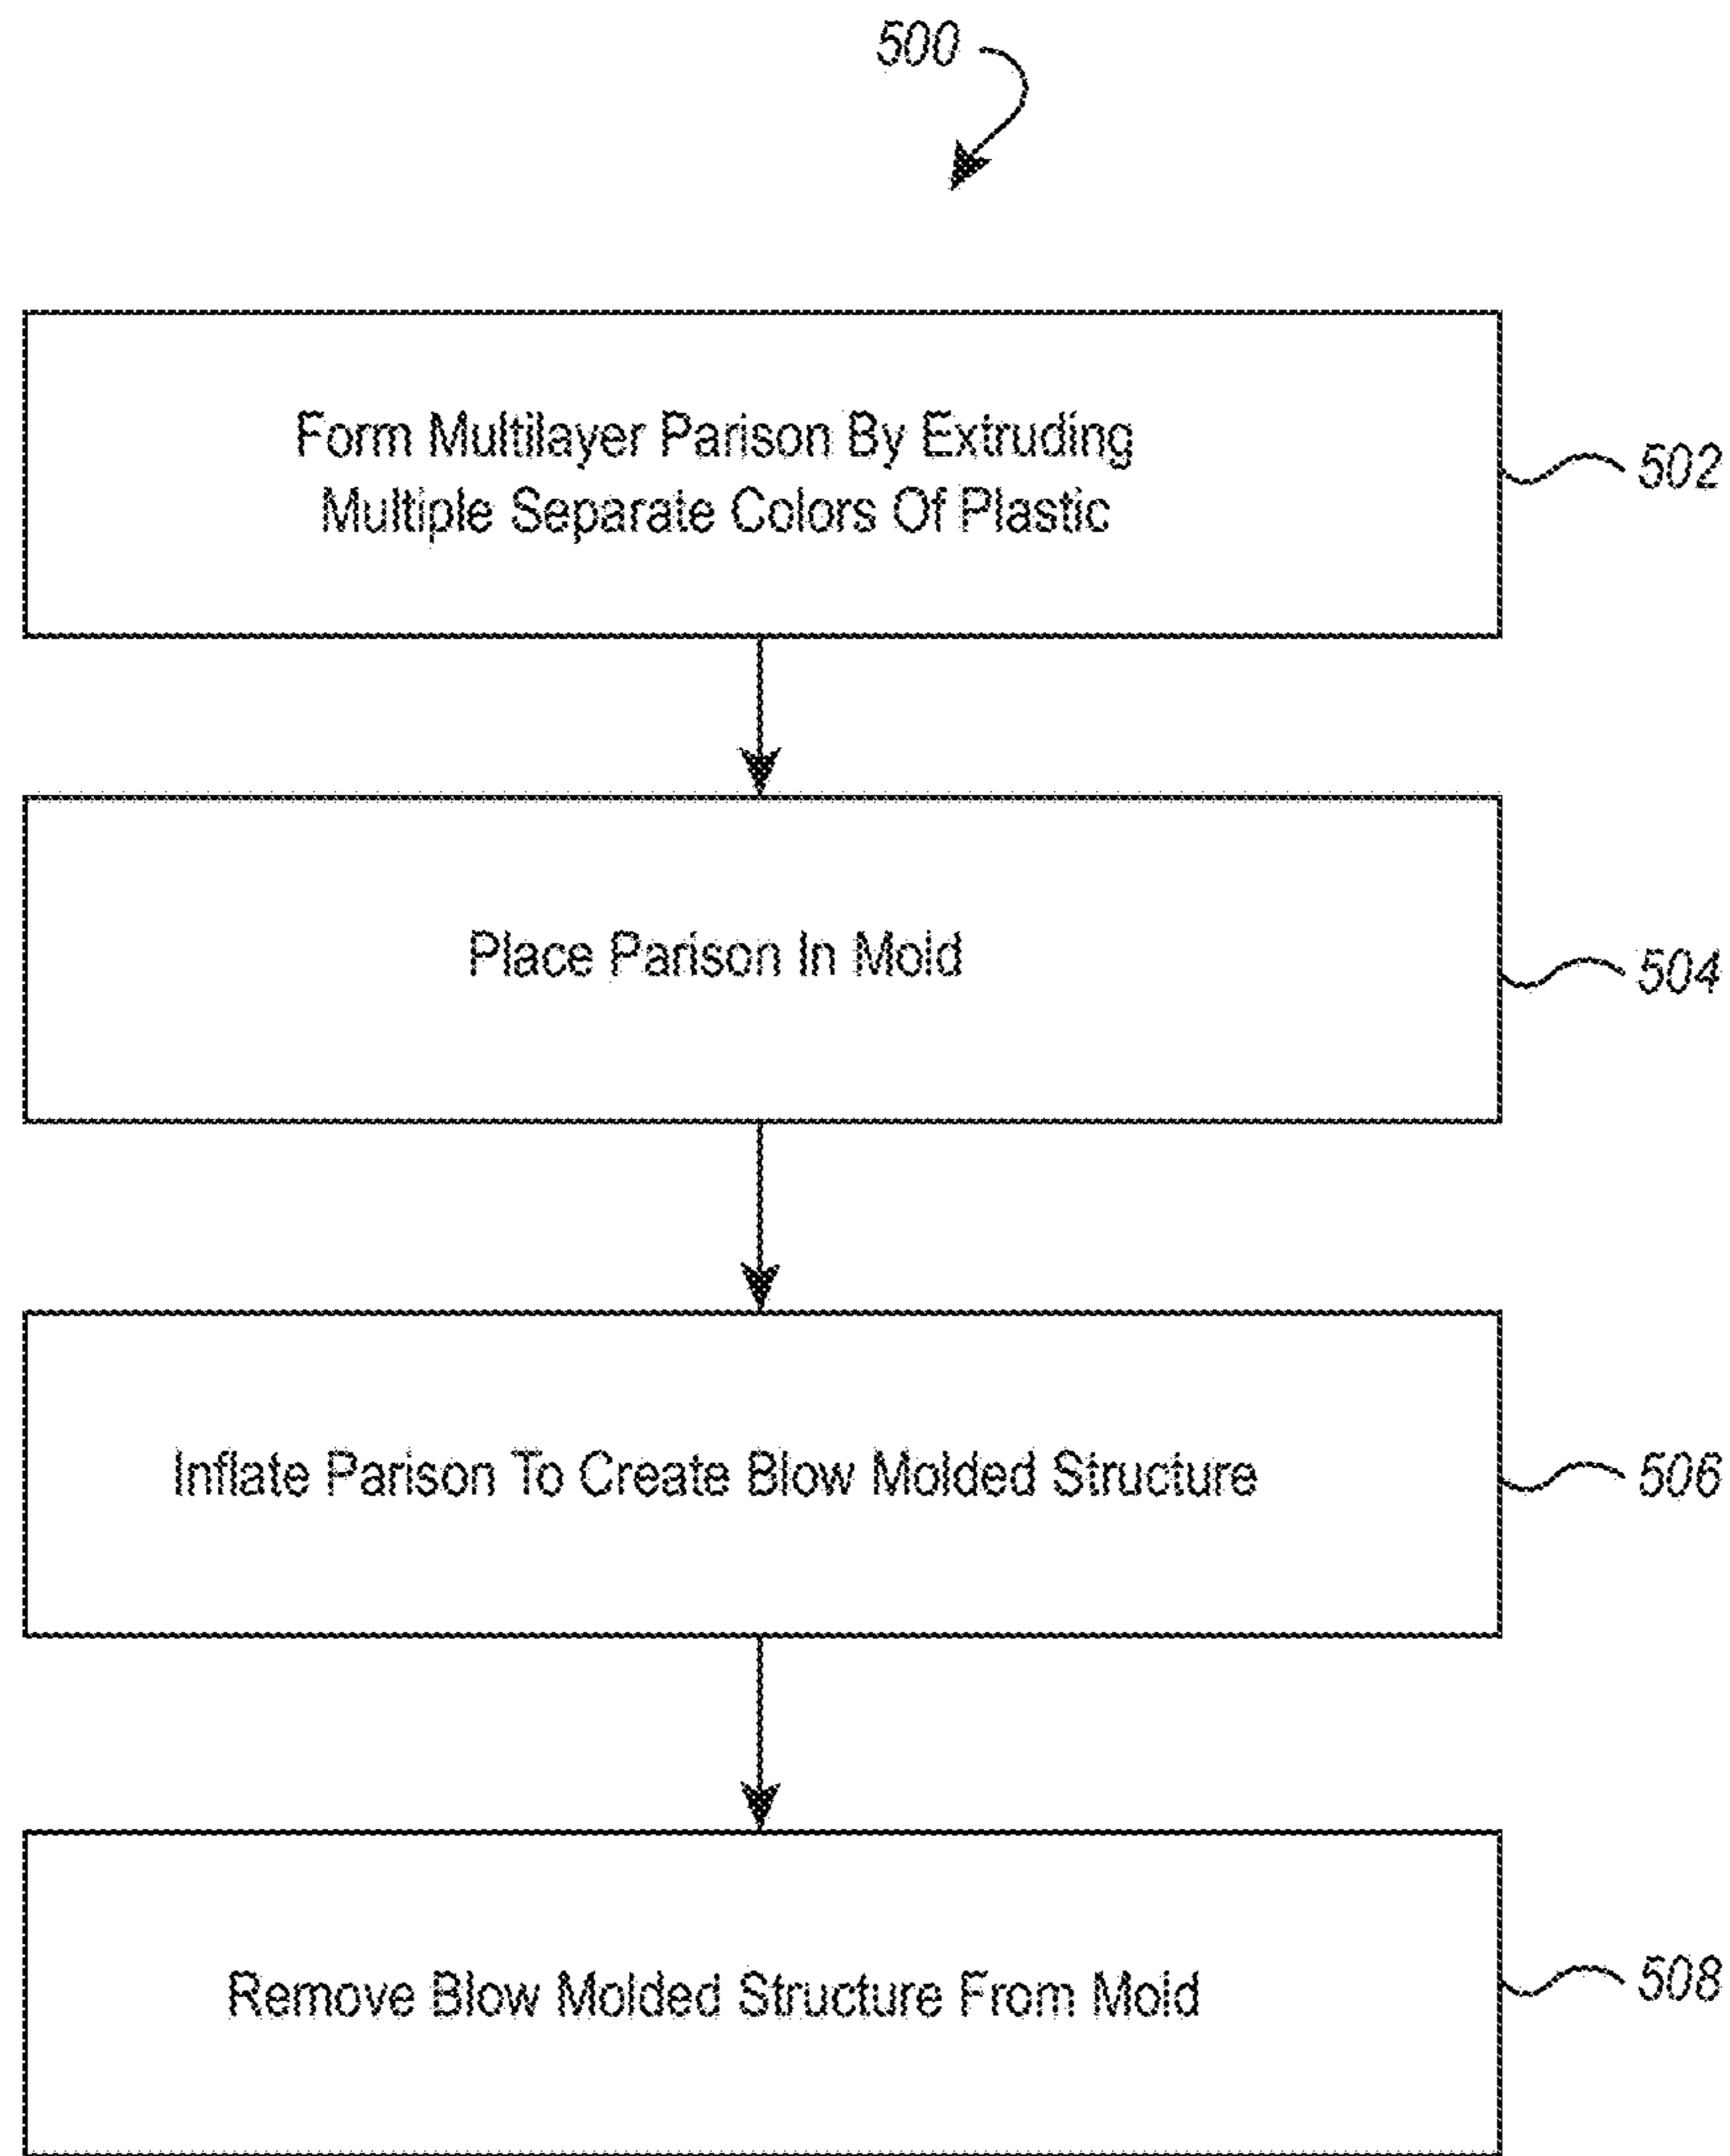 500
Form Multilayer Parison By Extruding
Multiple Separate Colors Of Plastic
502
Place Parison In Mold
504
Inflate Parison To Create Blow Molded Structure
506
Remove Blow Molded Structure From Mold
508